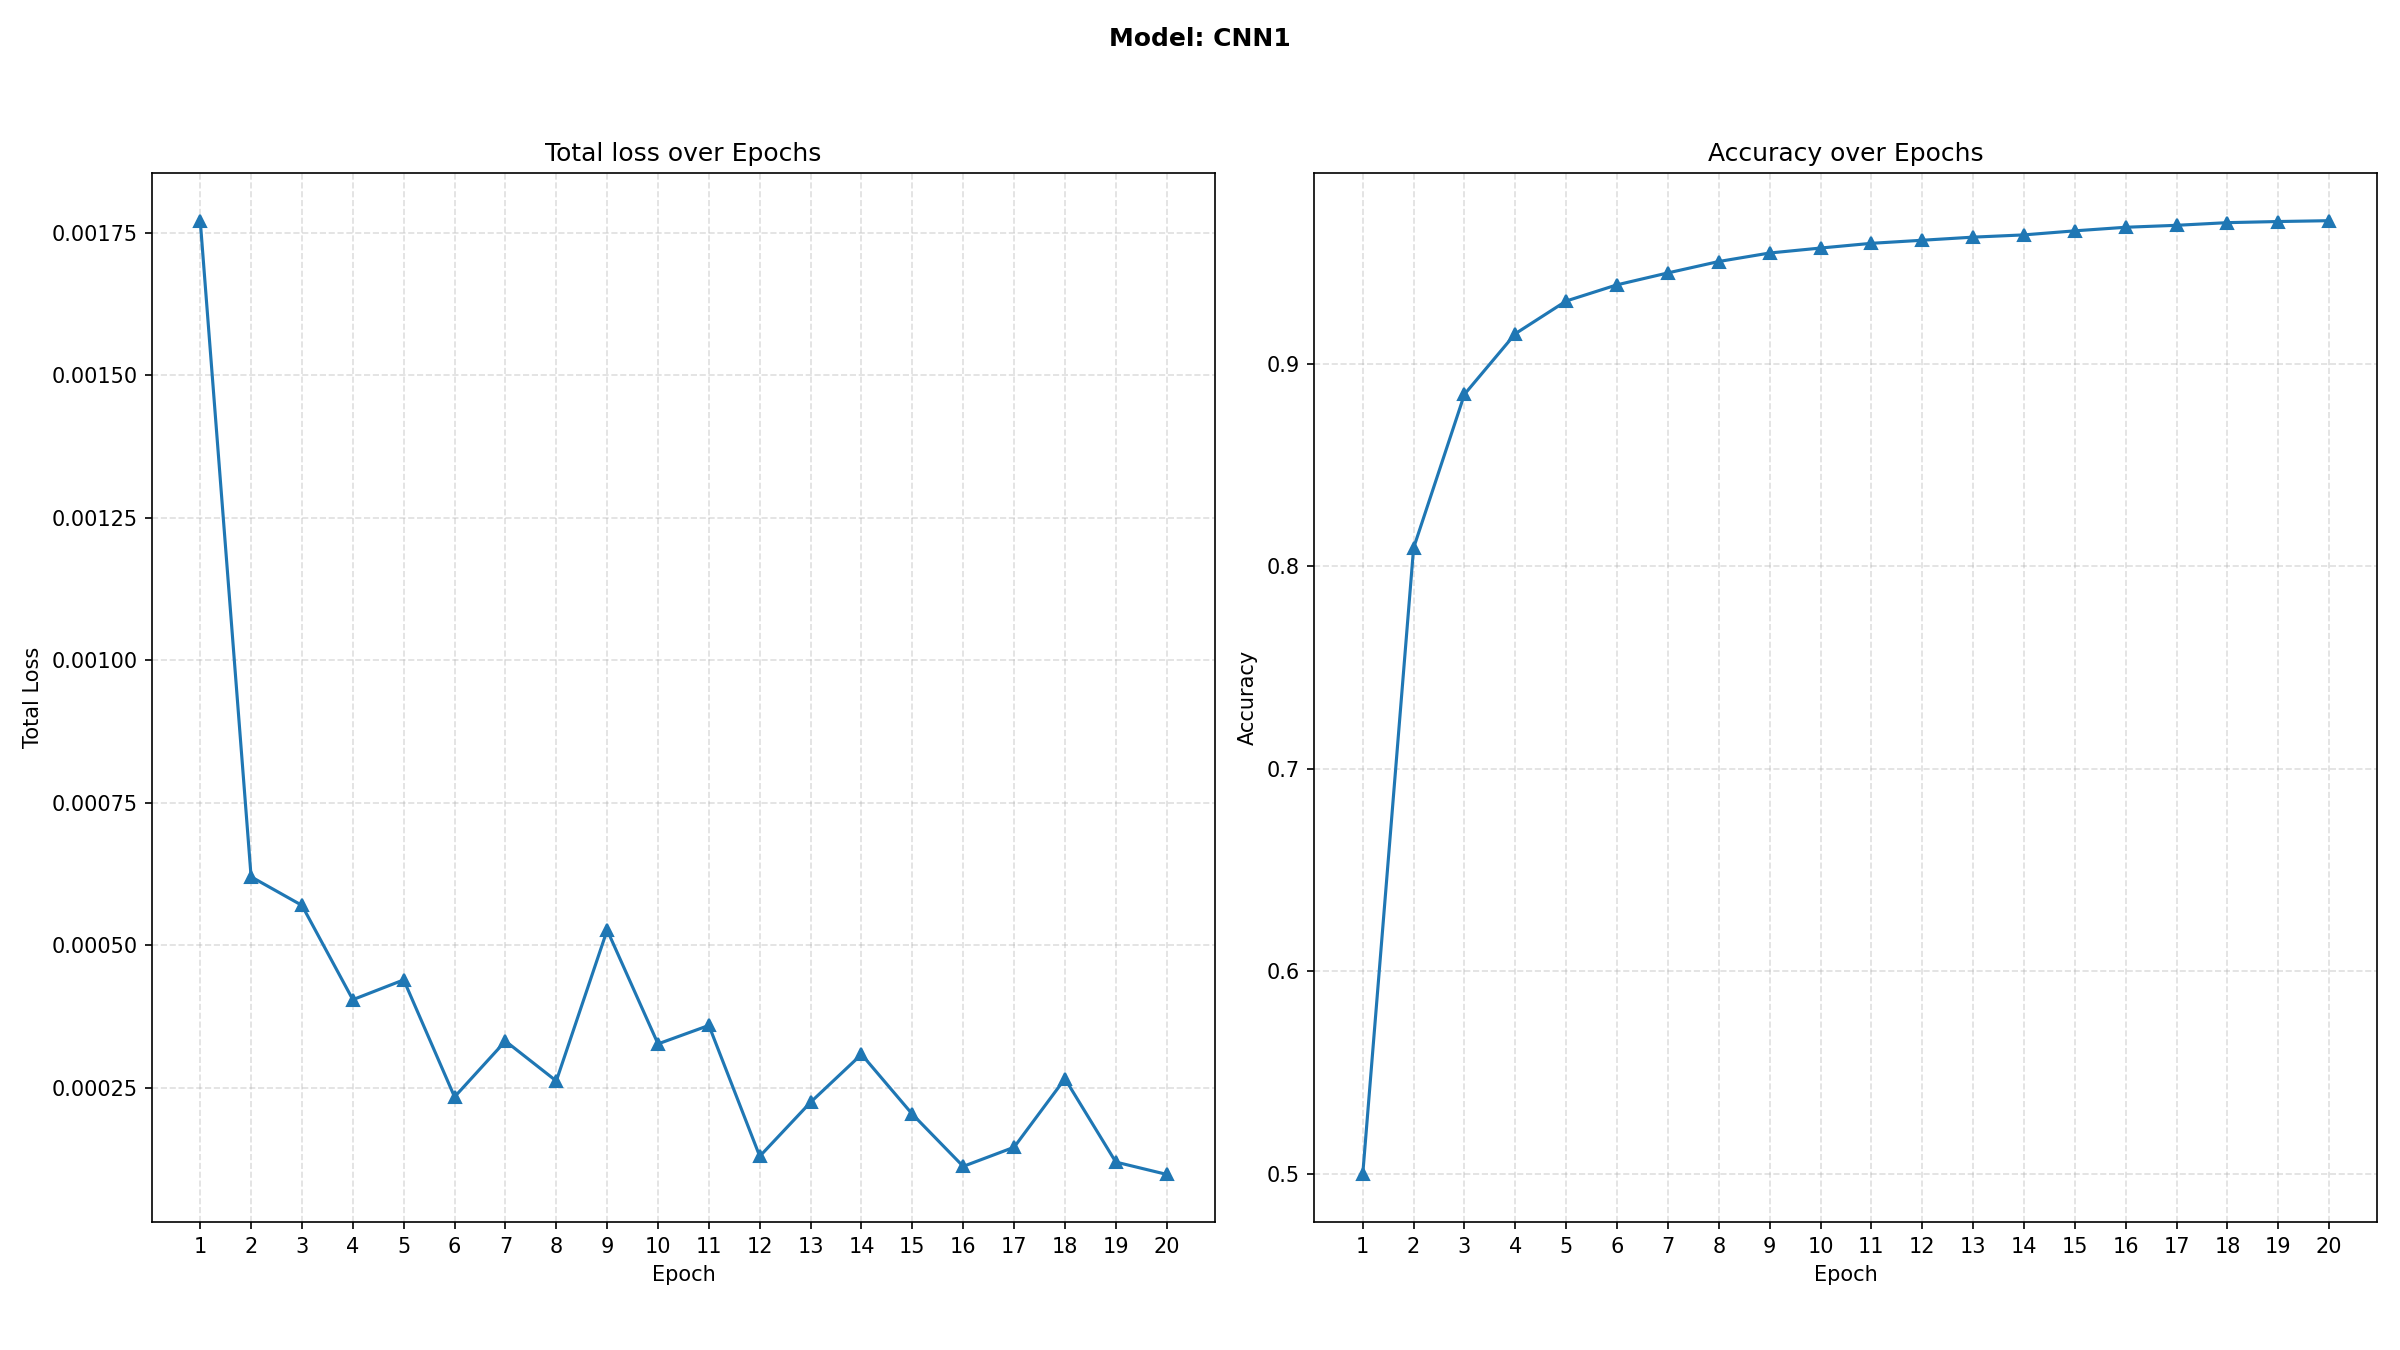 Model: CNN1
Total loss over Epochs
Total Loss
0.00175
0.00150
0.00125
0.00100
0.00075
0.00050
0.00025
1 2 3 4 5 6 7 8 9 10 11 12 13 14 15 16 17 18 19 20
Epoch
Accuracy over Epochs
Accuracy
0.9
0.8
0.7
0.6
0.5
1 2 3 4 5 6 7 8 9 10 11 12 13 14 15 16 17 18 19 20
Epoch